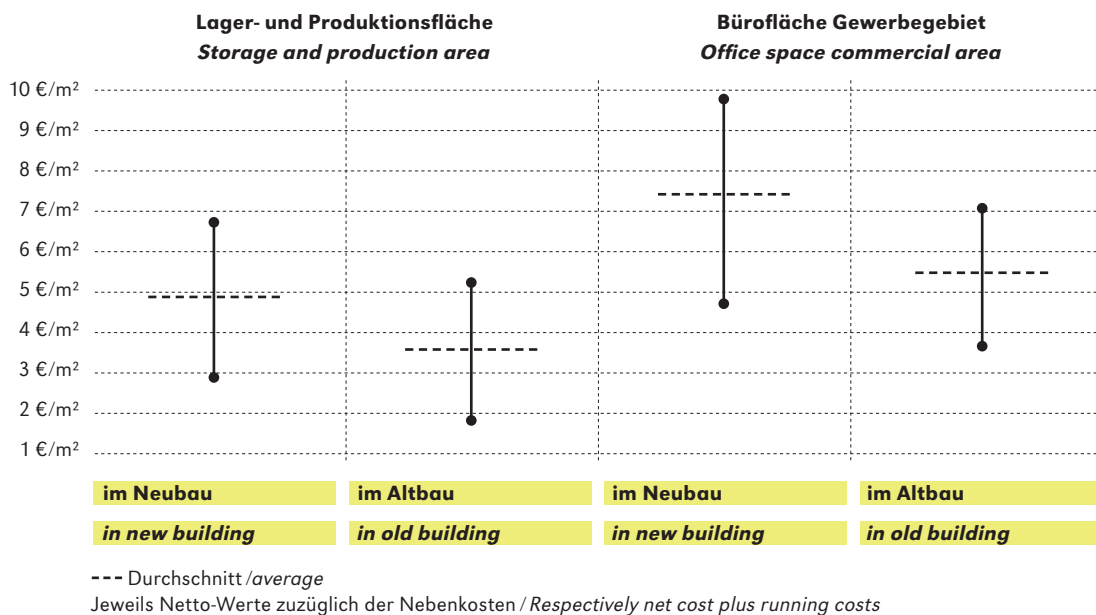 Lager- und Produktionsfläche
Storage and production area
Bürofläche Gewerbegebiet
Office space commercial area
10 €/m²
9 €/m²
8 €/m²
7 €/m²
6 €/m²
5 €/m²
4 €/m²
3 €/m²
2 €/m²
1 €/m²
im Neubau
im Altbau
im Neubau
im Altbau
in new building
in old building
in new building
in old building
--- Durchschnitt / average
Jeweils Netto-Werte zuzüglich der Nebenkosten / Respectively net cost plus running costs